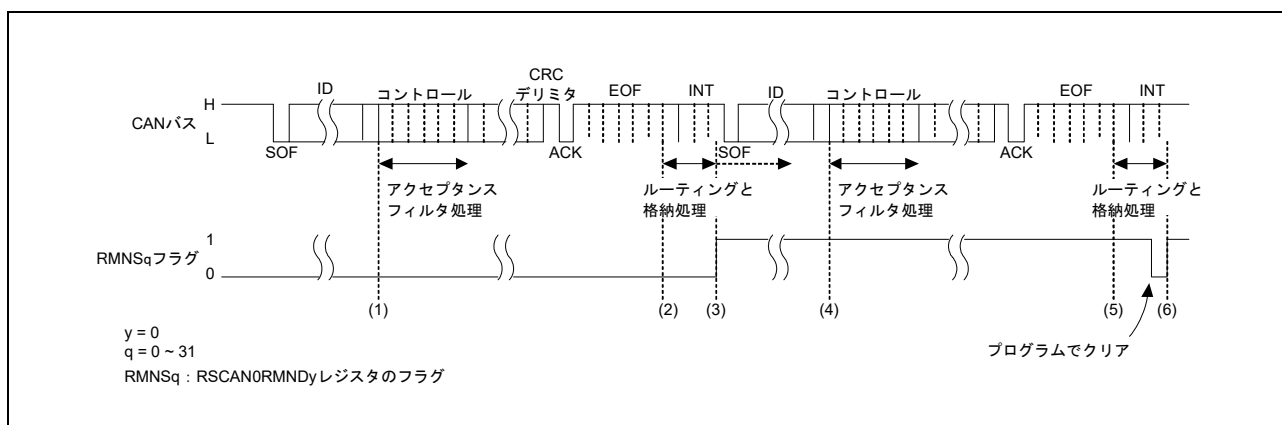 CRC
ID コントロール デリミタ EOF INT ID コントロール EOF INT
H
CANバス
L
SOF ACK SOF ACK
アクセプタンス
フィルタ処理
ルーティングと
格納処理
アクセプタンス
フィルタ処理
ルーティングと
格納処理
1
RMNSqフラグ
0
(1) (2) (3) (4) (5) (6)
プログラムでクリア
y = 0
q = 0 ~ 31
RMNSq：RSCAN0RMNDyレジスタのフラグ